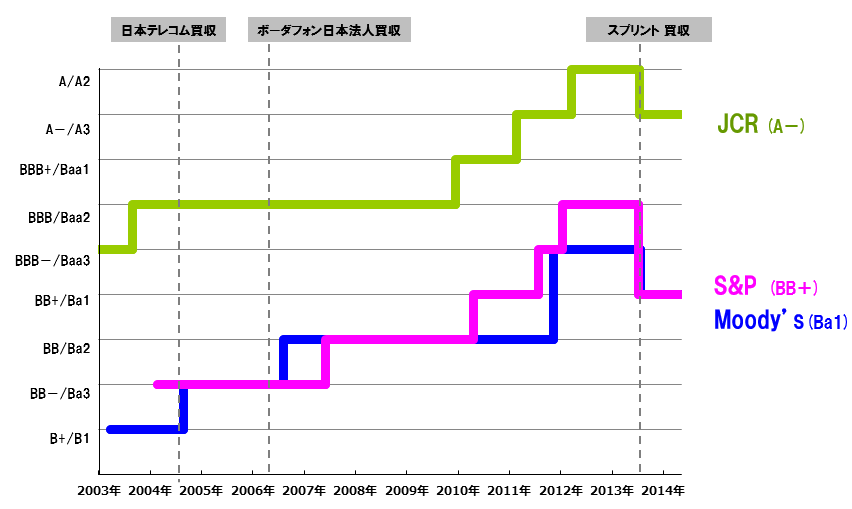 日本テレコム買収
ボーダフォン日本法人買収
スプリント 買収
A/A2
A－/A3
BBB+/Baa1
BBB/Baa2
BBB－/Baa3
BB+/Ba1
BB/Ba2
BB－/Ba3
B+/B1
JCR (A－)
S&P (BB＋)
Moody’s (Ba1)
2003年 2004年 2005年 2006年 2007年 2008年 2009年 2010年 2011年 2012年 2013年 2014年